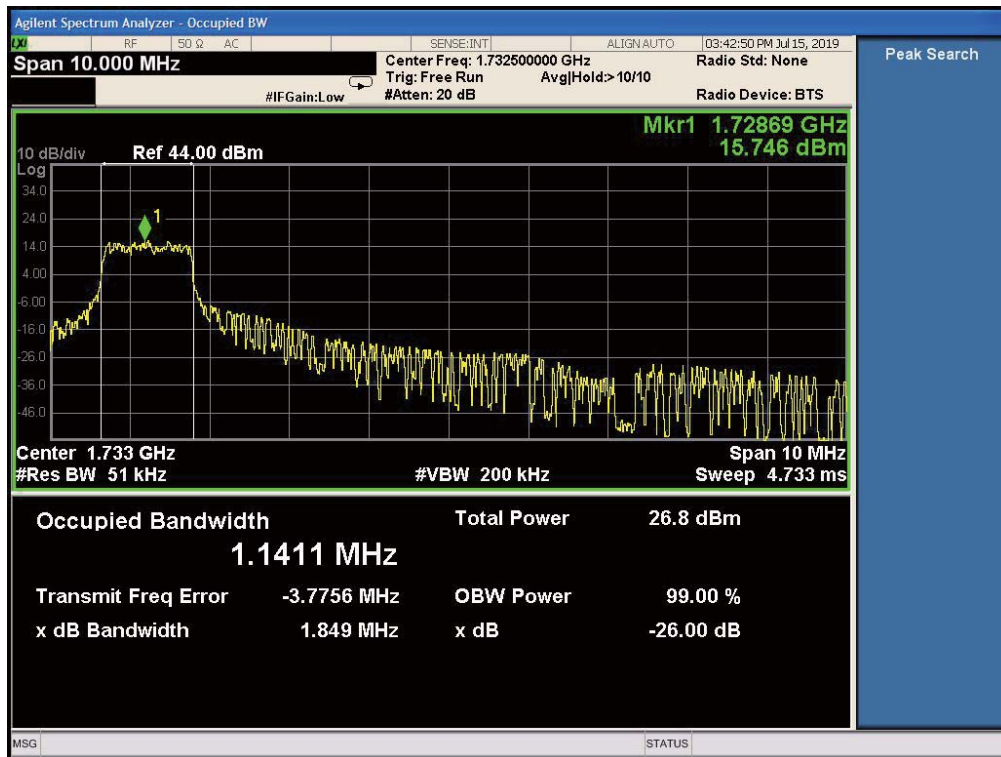 Agilent Spectrum Analyzer - Occupied BW
LXI RF 50 Ω AC SENSE:INT ALIGN AUTO 03:42:50 PM Jul 15, 2019
Span 10.000 MHz
Center Freq: 1.732500000 GHz Radio Std: None
Trig: Free Run Avg|Hold:>10/10
#IFGain:Low #Atten: 20 dB Radio Device: BTS
Peak Search
Mkr1 1.72869 GHz
15.746 dBm
10 dB/div Ref 44.00 dBm
Log
34.0
24.0
1
14.0
4.00
-6.00
-16.0
-26.0
-36.0
-46.0
Center 1.733 GHz Span 10 MHz
#Res BW 51 kHz #VBW 200 kHz Sweep 4.733 ms
Occupied Bandwidth Total Power 26.8 dBm
1.1411 MHz
Transmit Freq Error -3.7756 MHz OBW Power 99.00 %
x dB Bandwidth 1.849 MHz x dB -26.00 dB
MSG STATUS